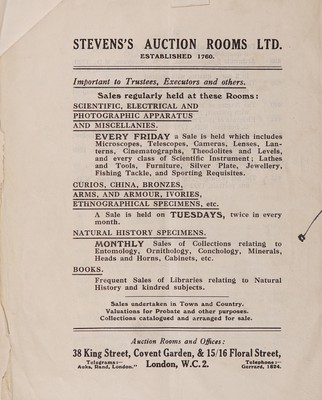 STEVENS'S AUCTION ROOMS LTD.
ESTABLISHED 1760.
Important to Trustees, Executors and others.
Sales regularly held at these Rooms:
SCIENTIFIC, ELECTRICAL AND
PHOTOGRAPHIC APPARATUS
AND MISCELLANIES.
EVERY FRIDAY a Sale is held which includes
Microscopes, Telescopes, Cameras, Lenses, Lan-
terns, Cinematographs, Theodolites and Levels,
and every class of Scientific Instrument; Lathes
and Tools, Furniture, Silver Plate, Jewellery,
Fishing Tackle, and Sporting Requisites.
CURIOS, CHINA, BRONZES,
ARMS, AND ARMOUR, IVORIES,
ETHNOGRAPHICAL SPECIMENS, etc.
A Sale is held on TUESDAYS, twice in every
month.
NATURAL HISTORY SPECIMENS.
MONTHLY Sales of Collections relating to
Entomology, Ornithology, Conchology, Minerals,
Heads and Horns, Cabinets, etc.
BOOKS.
Frequent Sales of Libraries relating to Natural
History and kindred subjects.
Sales undertaken in Town and Country.
Valuations for Probate and other purposes.
Collections catalogued and arranged for sale.
Auction Rooms and Offices:
38 King Street, Covent Garden, & 15/16 Floral Street,
Telegrams:— London, W.C.2. Telephone:—
"Auks, Rand, London." Gerrard, 1824.